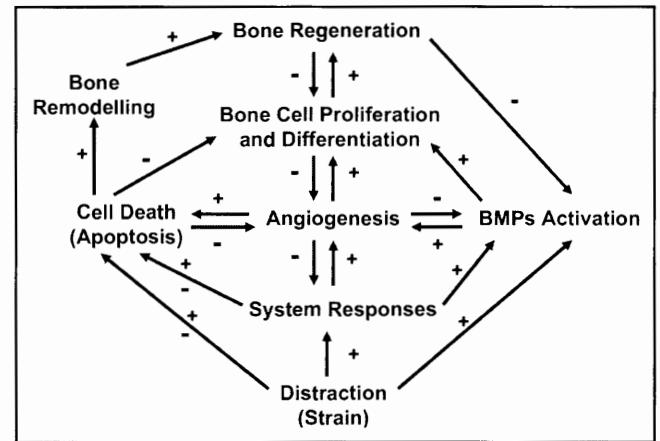 Bone Regeneration
+
Bone
Remodelling
- +
-
Bone Cell Proliferation
and Differentiation
+
-
- +
+
Cell Death
(Apoptosis)
+
-
Angiogenesis
-
+
BMPs Activation
+
-
- +
+
System Responses
+
-
+
+
Distraction
(Strain)